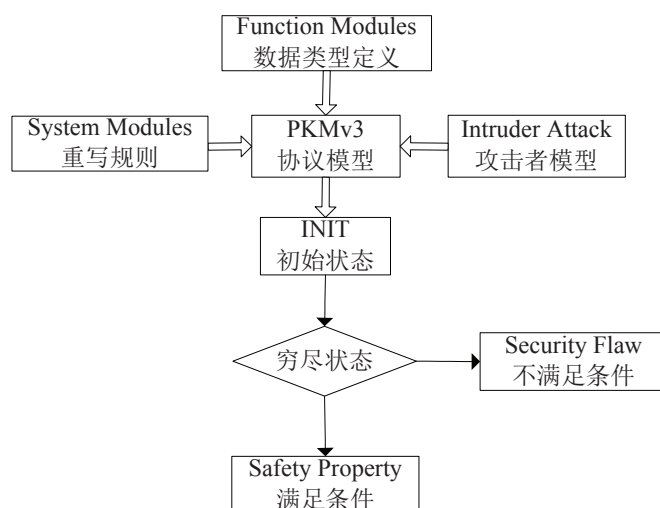 Function Modules
数据类型定义
System Modules
重写规则
PKMv3
协议模型
Intruder Attack
攻击者模型
INIT
初始状态
穷尽状态
Security Flaw
不满足条件
Safety Property
满足条件